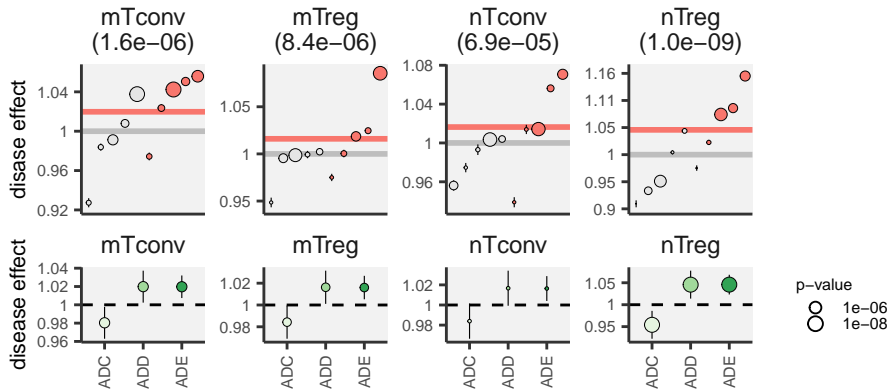 mTconv
(1.6e−06)
mTreg
(8.4e−06)
nTconv
(6.9e−05)
nTreg
(1.0e−09)
disase effect
1.04
1
0.96
0.92
1.05
1
0.95
1.08
1.04
1
0.96
1.16
1.11
1.05
1
0.95
0.9
mTconv
mTreg
nTconv
nTreg
disease effect
1.04
1.02
1
0.98
0.96
1.02
1
0.98
1.02
1
0.98
1.05
1
0.95
ADC
ADD
ADE
ADC
ADD
ADE
ADC
ADD
ADE
ADC
ADD
ADE
p−value
1e−06
1e−08